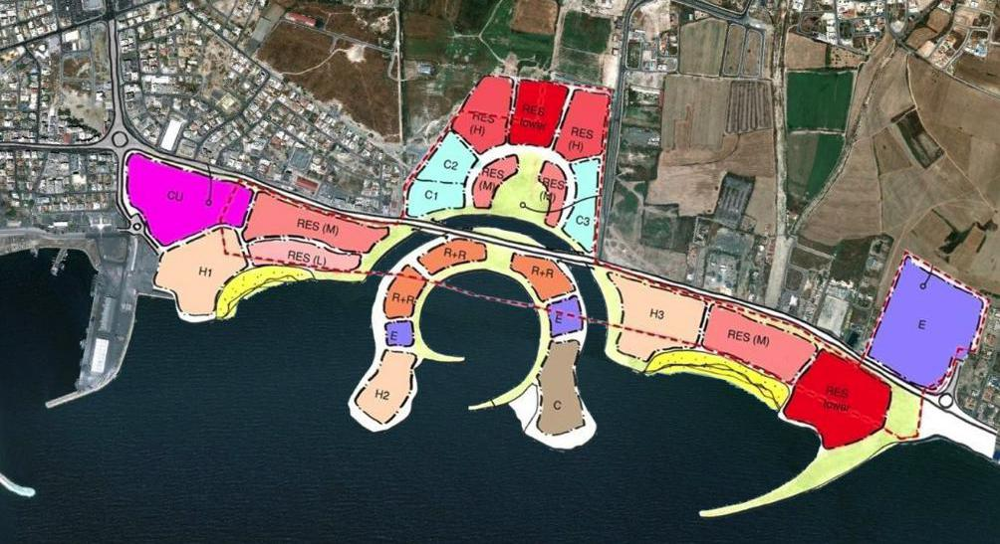 RES
(H)
RES
tower
RES
(H)
C2
C1
RES
(M)
RES
(M)
C3
CU
RES (M)
RES (L)
H1
R+R
R+R
R+R
E
E
H2
C
H3
RES (M)
RES
tower
E